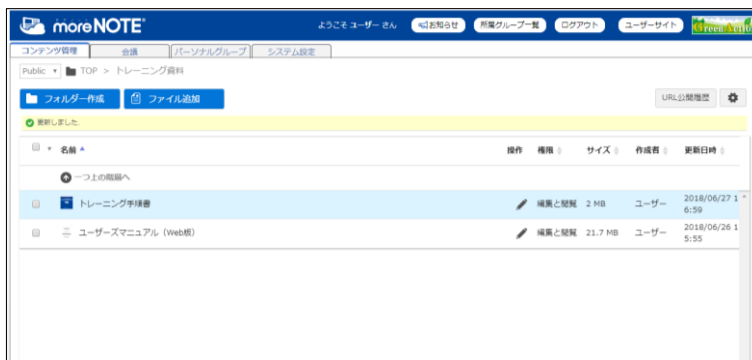 moreNOTE
ようこそ ユーザー さん
お知らせ
所属グループ一覧
ログアウト
ユーザーサイト
Green Actio
コンテンツ管理
会議
パーソナルグループ
システム設定
Public
TOP > トレーニング資料
フォルダー作成
ファイル追加
URL公開履歴
更新しました。
名前 操作 権限 サイズ 作成者 更新日時
一つ上の階層へ
トレーニング手順書 編集と閲覧 2 MB ユーザー 2018/06/27 1
6:59
ユーザーズマニュアル（Web版） 編集と閲覧 21.7 MB ユーザー 2018/06/26 1
5:55